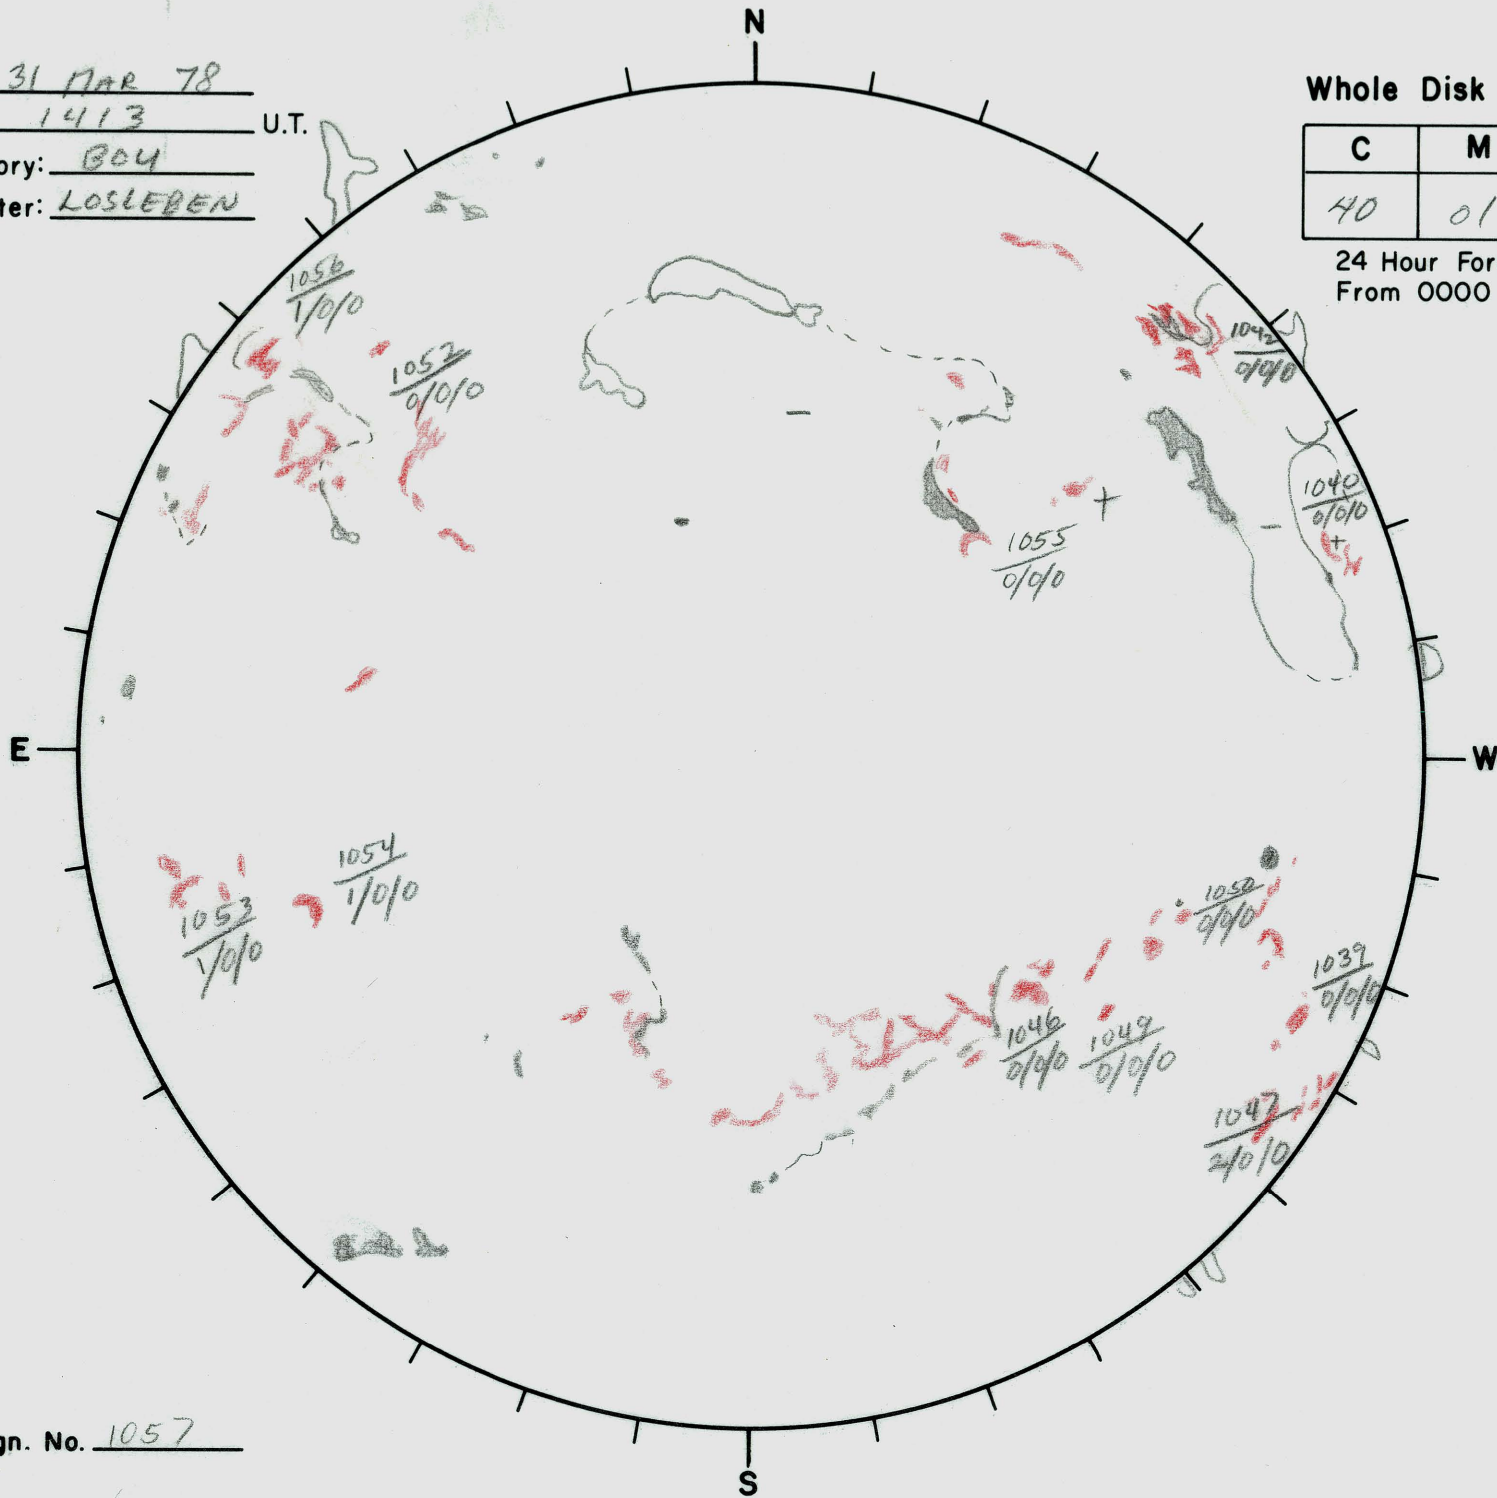 N
31 MAR 78
1413 U.T.
ory: BOU
ter: LOSLEBEN
Whole Disk
C M
40 01
24 Hour For
From 0000
1056
1/0/0
1052
0/0/0
1042
0/0/0
1040
0/0/0
1055
0/0/0
E
W
1054
1/0/0
1053
1/0/0
1050
0/0/0
1039
0/0/0
1046
0/0/0
1049
0/0/0
1047
2/0/0
gn. No. 1057
S